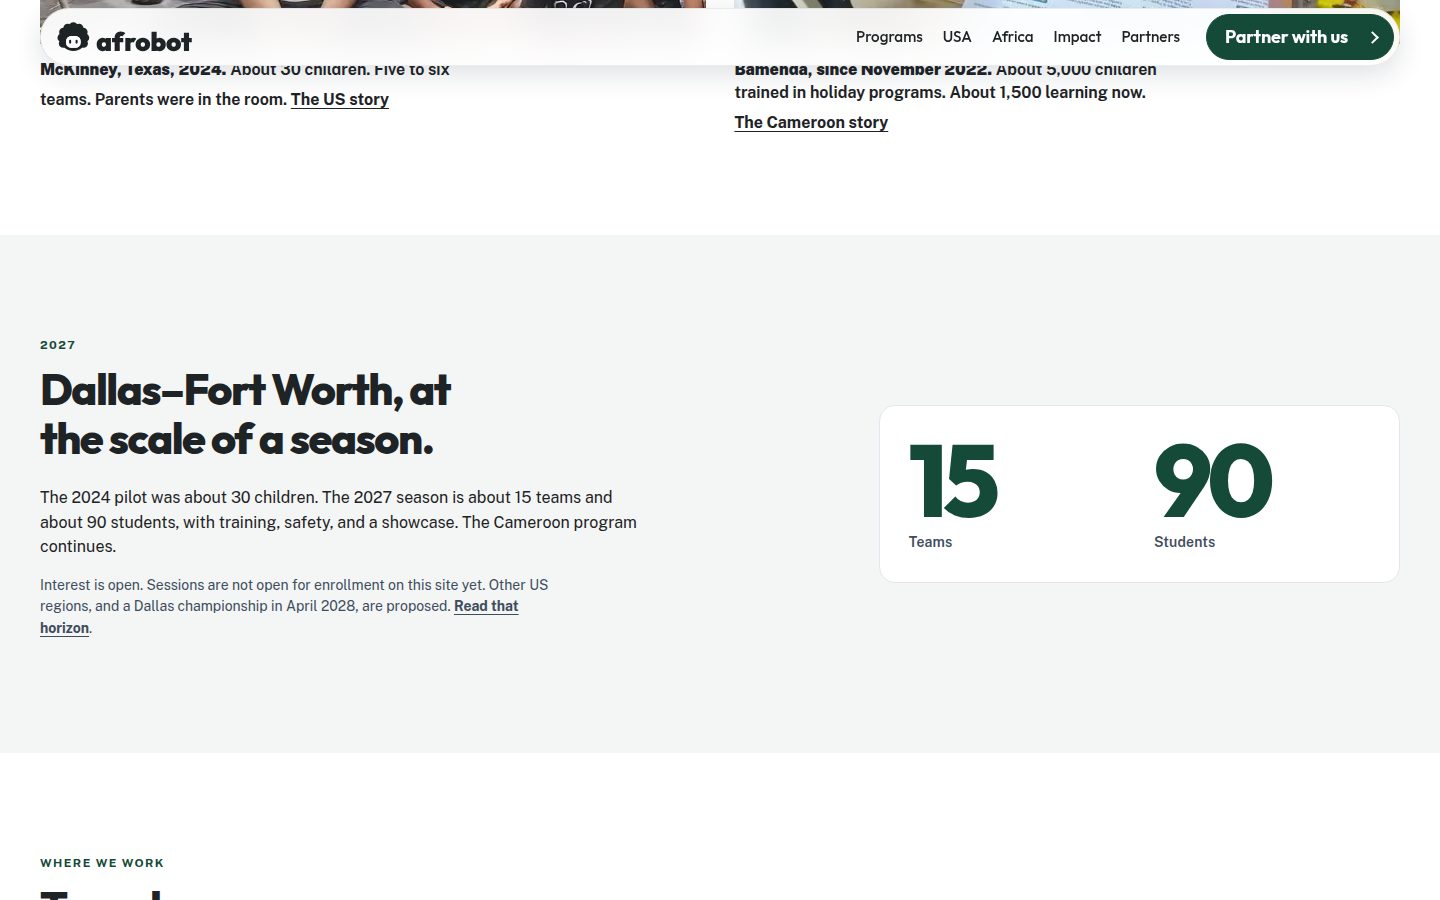 afrobot
Programs
USA
Africa
Impact
Partners
Partner with us
McKinney, Texas, 2024. About 30 children. Five to six
teams. Parents were in the room. The US story
Bamenda, since November 2022. About 5,000 children
trained in holiday programs. About 1,500 learning now.
The Cameroon story
2027
Dallas–Fort Worth, at
the scale of a season.
The 2024 pilot was about 30 children. The 2027 season is about 15 teams and
about 90 students, with training, safety, and a showcase. The Cameroon program
continues.
Interest is open. Sessions are not open for enrollment on this site yet. Other US
regions, and a Dallas championship in April 2028, are proposed. Read that
horizon.
15
Teams
90
Students
WHERE WE WORK